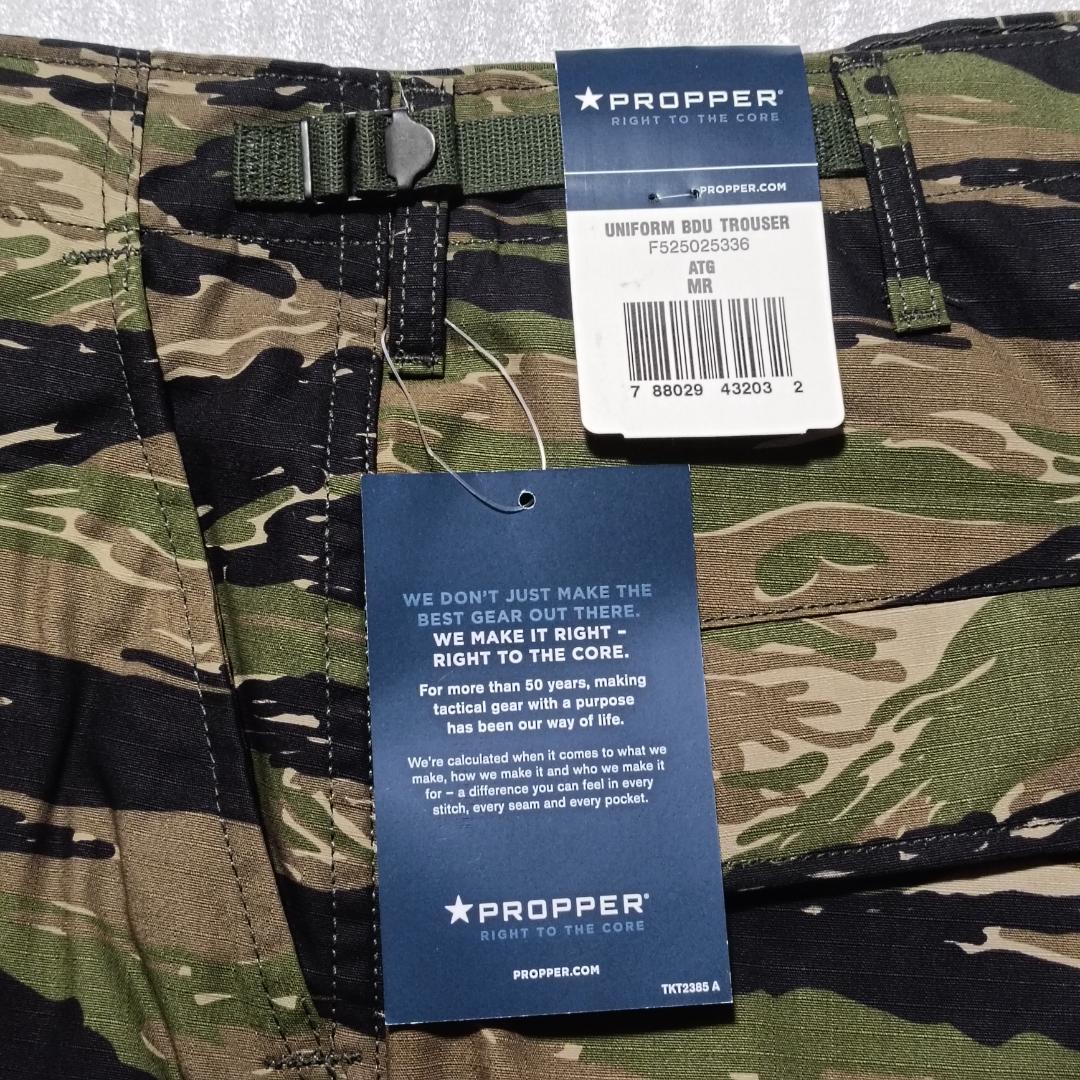 ★PROPPER®
RIGHT TO THE CORE
PROPPER.COM
UNIFORM BDU TROUSER
F525025336
ATG
MR
7 88029 43203 2
WE DON'T JUST MAKE THE
BEST GEAR OUT THERE.
WE MAKE IT RIGHT –
RIGHT TO THE CORE.
For more than 50 years, making
tactical gear with a purpose
has been our way of life.
We're calculated when it comes to what we
make, how we make it and who we make it
for – a difference you can feel in every
stitch, every seam and every pocket.
★PROPPER®
RIGHT TO THE CORE
PROPPER.COM
TKT2385 A